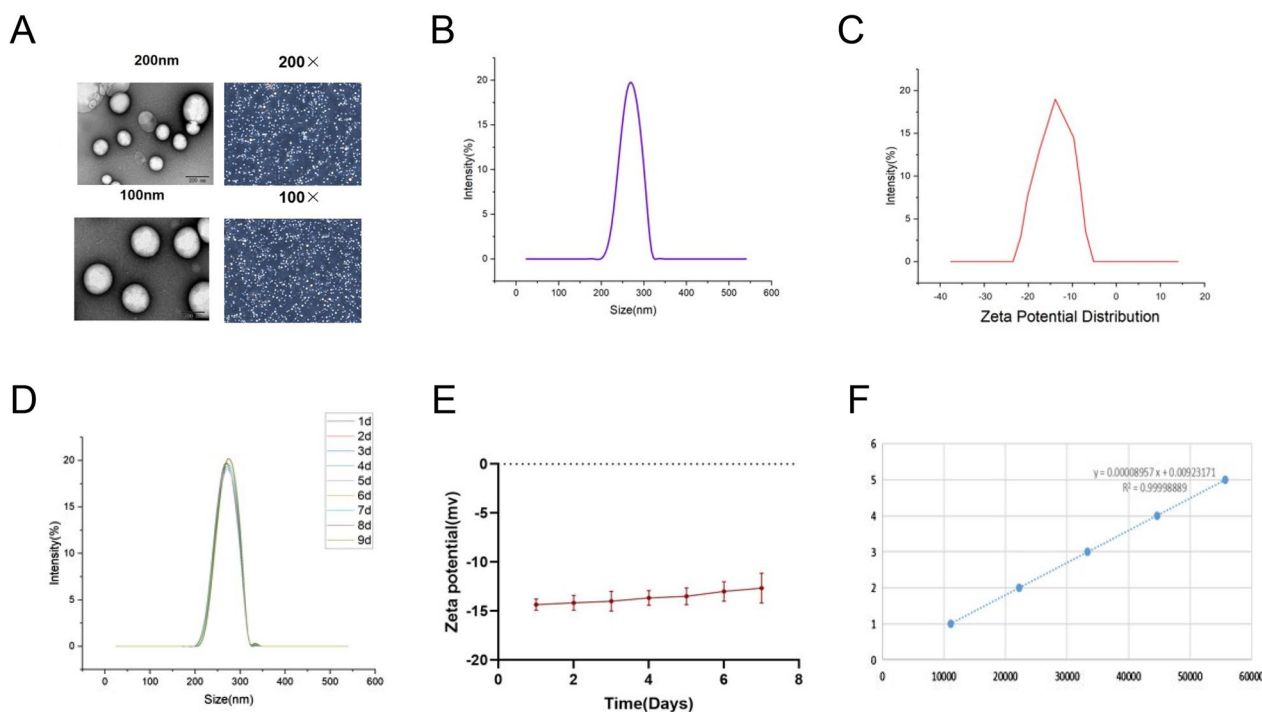 A
200nm
200×
200 nm
100nm
100×
B
Intensity(%)
20
15
10
5
0
0 100 200 300 400 500 600
Size(nm)
C
Intensity(%)
20
15
10
5
0
-40 -30 -20 -10 0 10 20
Zeta Potential Distribution
D
1d
2d
3d
4d
5d
6d
7d
8d
9d
Intensity(%)
20
15
10
5
0
0 100 200 300 400 500 600
Size(nm)
E
Zeta potential(mv)
0
-5
-10
-15
-20
0 2 4 6 8
Time(Days)
F
6
5
4
3
2
1
0
y = 0.00008957 x + 0.00923171
R² = 0.99998889
0 10000 20000 30000 40000 50000 60000